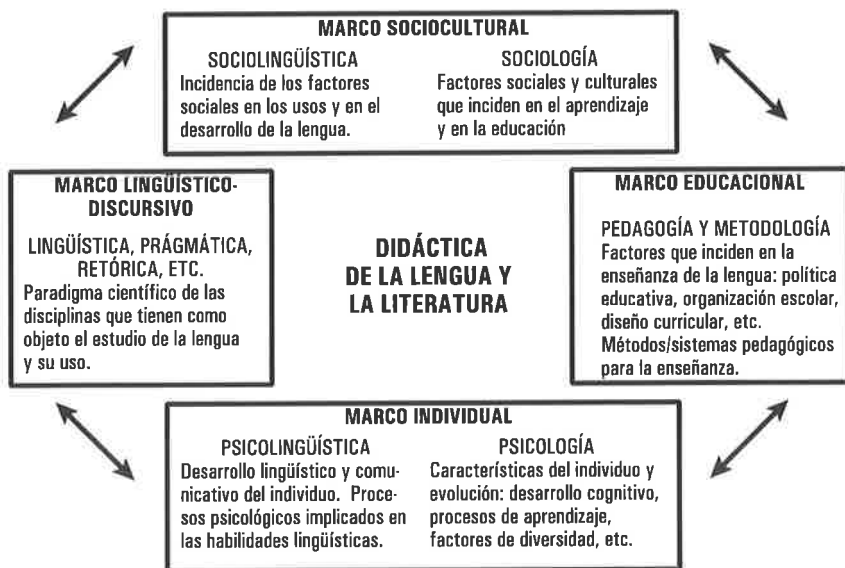 MARCO SOCIOCULTURAL
SOCIOLINGÜÍSTICA
Incidencia de los factores
sociales en los usos y en el
desarrollo de la lengua.
SOCIOLOGÍA
Factores sociales y culturales
que inciden en el aprendizaje
y en la educación
MARCO LINGÜÍSTICO-
DISCURSIVO
LINGÜÍSTICA, PRÁGMÁTICA,
RETÓRICA, ETC.
Paradigma científico de las
disciplinas que tienen como
objeto el estudio de la lengua
y su uso.
DIDÁCTICA
DE LA LENGUA Y
LA LITERATURA
MARCO EDUCACIONAL
PEDAGOGÍA Y METODOLOGÍA
Factores que inciden en la
enseñanza de la lengua: política
educativa, organización escolar,
diseño curricular, etc.
Métodos/sistemas pedagógicos
para la enseñanza.
MARCO INDIVIDUAL
PSICOLINGÜÍSTICA
Desarrollo lingüístico y comu-
nicativo del individuo. Proce-
sos psicológicos implicados en
las habilidades lingüísticas.
PSICOLOGÍA
Características del individuo y
evolución: desarrollo cognitivo,
procesos de aprendizaje,
factores de diversidad, etc.